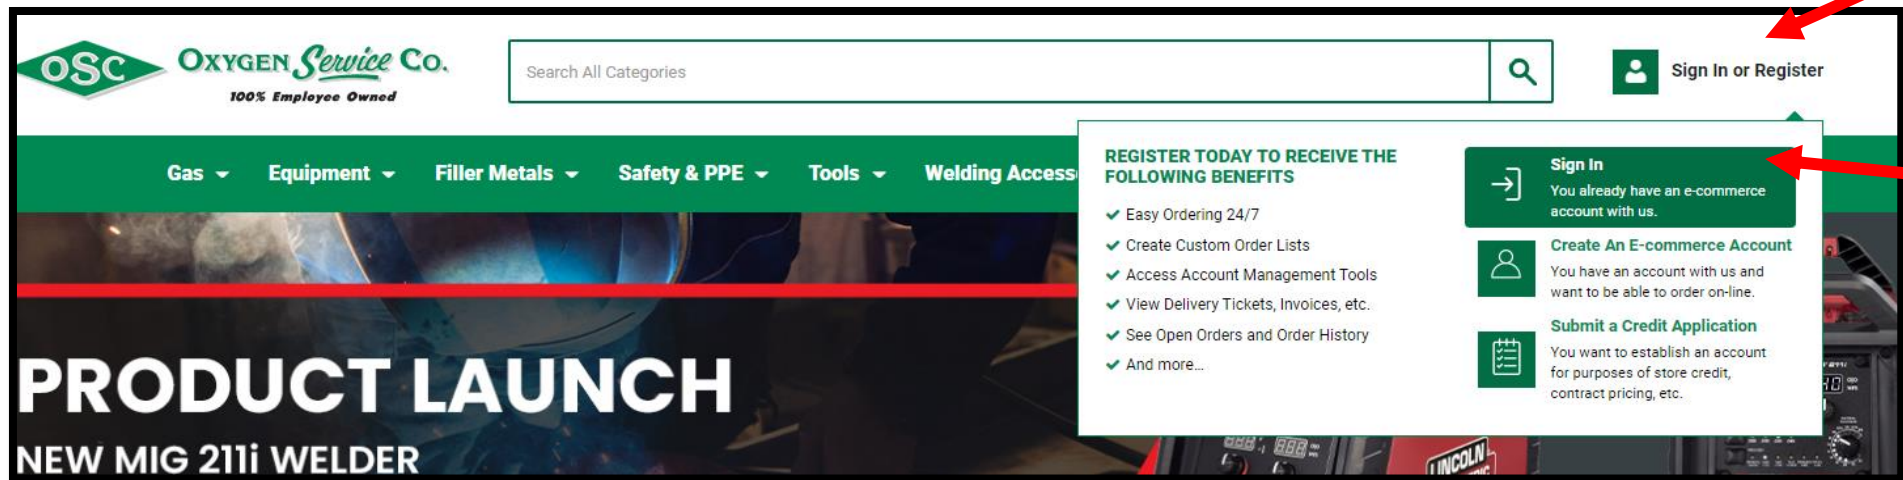 OSC
OXYGEN Service Co.
100% Employee Owned
Search All Categories
Sign In or Register
Gas
Equipment
Filler Metals
Safety & PPE
Tools
Welding Access
REGISTER TODAY TO RECEIVE THE
FOLLOWING BENEFITS
Easy Ordering 24/7
Create Custom Order Lists
Access Account Management Tools
View Delivery Tickets, Invoices, etc.
See Open Orders and Order History
And more...
Sign In
You already have an e-commerce
account with us.
Create An E-commerce Account
You have an account with us and
want to be able to order on-line.
Submit a Credit Application
You want to establish an account
for purposes of store credit,
contract pricing, etc.
PRODUCT LAUNCH
NEW MIG 211i WELDER
LINCOLN